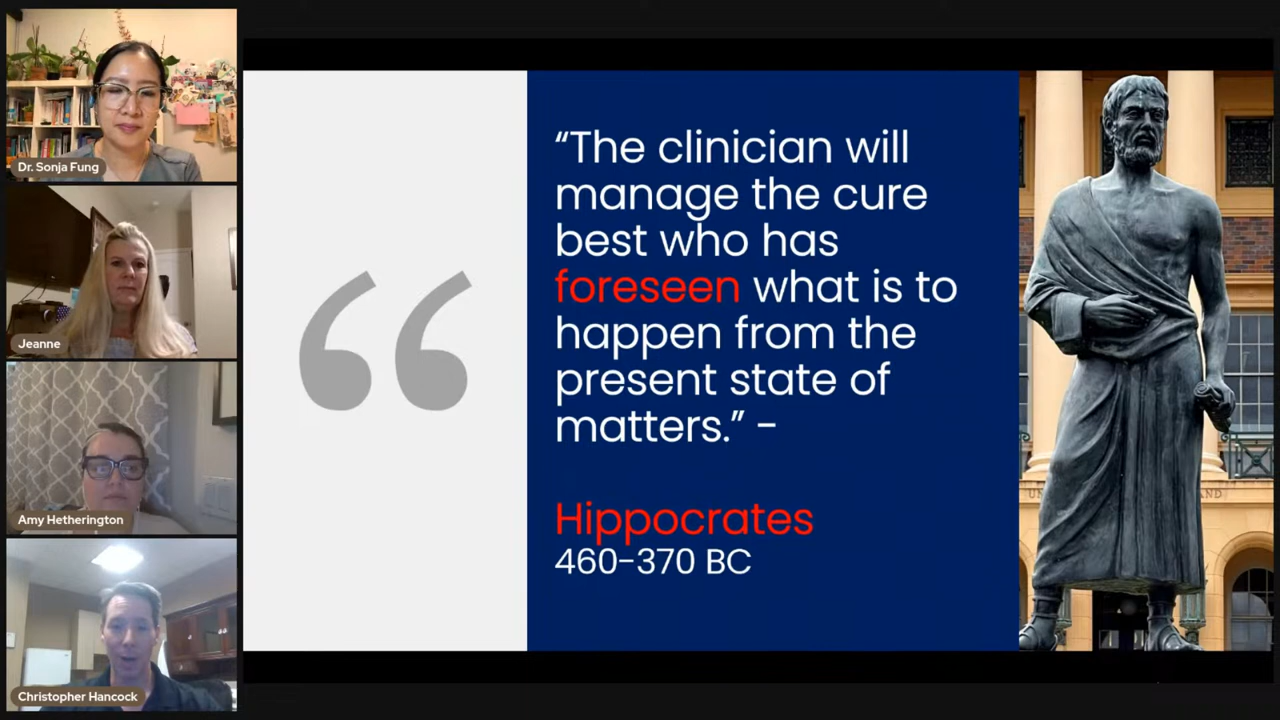 Dr. Sonja Fung
Jeanne
Amy Hetherington
Christopher Hancock
“The clinician will
manage the cure
best who has
foreseen what is to
happen from the
present state of
matters.” -
Hippocrates
460-370 BC